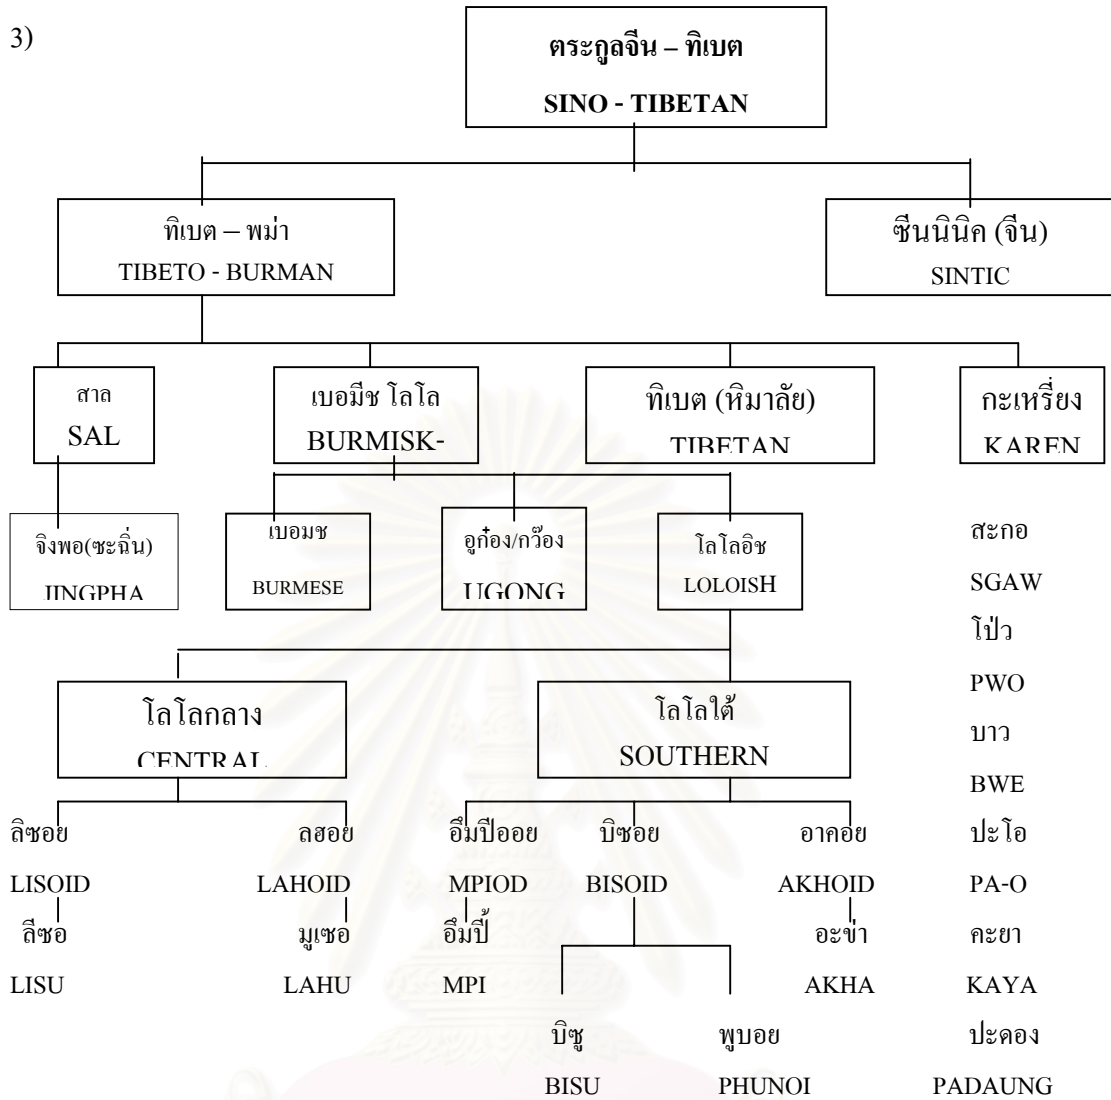 3)
ตระกูลจีน – ทิเบต
SINO - TIBETAN
ทิเบต – พม่า
TIBETO - BURMAN
ซีนนินิค (จีน)
SINTIC
สาล
SAL
เบอมีช โลโล
BURMISK-
ทิเบต (หิมาลัย)
TIBETAN
กะเหรี่ยง
KAREN
จิงพอ(ซะฉิ่น)
JINGPHA
เบอมช
BURMESE
อูก๋อง/กว๊อง
UGONG
โลโลอิช
LOLOISH
สะกอ
SGAW
โป่ว
PWO
บาว
BWE
ปะโอ
PA-O
คะยา
KAYA
ปะดอง
PADAUNG
โลโลกลาง
CENTRAL
โลโลใต้
SOUTHERN
ลิซอย
LISOID
ลีซอ
LISU
ลฮอย
LAHOID
มูเซอ
LAHU
อึมปีออย
MPIOD
อึมปี้
MPI
บิซอย
BISOID
บิซู
BISU
พูบอย
PHUNOI
อาคอย
AKHOID
อะข่า
AKHA